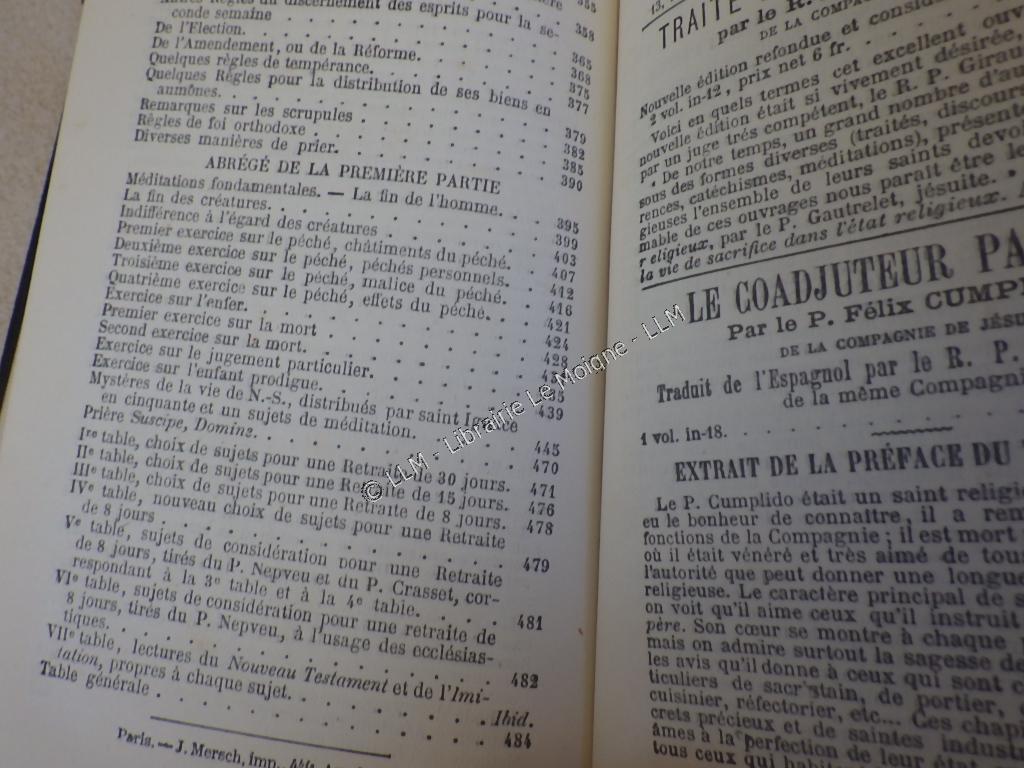 Autres Règles du discernement des esprits pour la se-
conde semaine . . . 358
De l'Election. . . . 365
De l'Amendement, ou de la Réforme. . . . 368
Quelques règles de tempérance. . . . 375
Quelques Règles pour la distribution de ses biens en
aumônes. . . . 377
Remarques sur les scrupules . . . 379
Règles de foi orthodoxe . . . 382
Diverses manières de prier. . . . 385
ABRÉGÉ DE LA PREMIÈRE PARTIE 390
Méditations fondamentales. — La fin de l'homme. . . 395
La fin des créatures. . . . 399
Indifférence à l'égard des créatures . . . 403
Premier exercice sur le péché, châtiments du péché. 407
Deuxième exercice sur le péché, péchés personnels. 412
Troisième exercice sur le péché, malice du péché. 416
Quatrième exercice sur le péché, effets du péché. . 421
Exercice sur l'enfer. . . . 424
Premier exercice sur la mort . . . 428
Second exercice sur la mort. . . .
Exercice sur le jugement particulier. . . .
Exercice sur l'enfant prodigue. . . . 439
Mystères de la vie de N.-S., distribués par saint Ignace
en cinquante et un sujets de méditation. . . . 445
Prière Suscipe, Domine. . . . 470
Ire table, choix de sujets pour une Retraite de 30 jours. 471
IIe table, choix de sujets pour une Retraite de 15 jours. 476
IIIe table, choix de sujets pour une Retraite de 8 jours. 478
IVe table, nouveau choix de sujets pour une Retraite
de 8 jours . . . 479
Ve table, sujets de considération pour une Retraite
de 8 jours, tirés du P. Nepveu et du P. Crasset, cor-
respondant à la 3e table et à la 4e table. . . . 481
VIe table, sujets de considération pour une retraite de
8 jours, tirés du P. Nepveu, à l'usage des ecclésias-
tiques. . . . 482
VIIe table, lectures du Nouveau Testament et de l'Imi-
tation, propres à chaque sujet. . . . Ibid.
Table générale . . . 484
Paris. — J. Mersch, imp.
TRAITÉ
par le R.
DE LA COMPAGNIE
Nouvelle édition refondue et
2 vol. in-12, prix net 6 fr.
Voici en quels termes cet excellent
nouvelle édition était si vivement désirée,
par un juge très compétent, le R. P.
« De notre temps, un grand nombre
sous des formes diverses (traités, discours
rences, catéchismes, méditations),
gieuses l'ensemble de leurs saints
mable de ces ouvrages nous paraît être
religieux, par le P. Gautrelet, jésuite. »
la vie de sacrifice dans l'état religieux.
LE COADJUTEUR
Par le P. Félix
DE LA COMPAGNIE DE
Traduit de l'Espagnol par le R. P.
de la même
1 vol. in-18. . . .
EXTRAIT DE LA PRÉFACE DU
Le P. Cumplido était un saint
eu le bonheur de connaître, il a
fonctions de la Compagnie ; il est mort
où il était vénéré et très aimé de
l'autorité que peut donner une longue
religieuse. Le caractère principal de
on voit qu'il aime ceux qu'il instruit
père. Son cœur se montre à chaque
mais on admire surtout la sagesse de
les avis qu'il donne à ceux qui sont
ticuliers de sacristain, de portier,
cuisinier, réfectorier, etc... Ces
crets précieux et de saintes
âmes à la perfection de leur
tous ceux qui
© LLM - Librairie Le Moigne - LLM